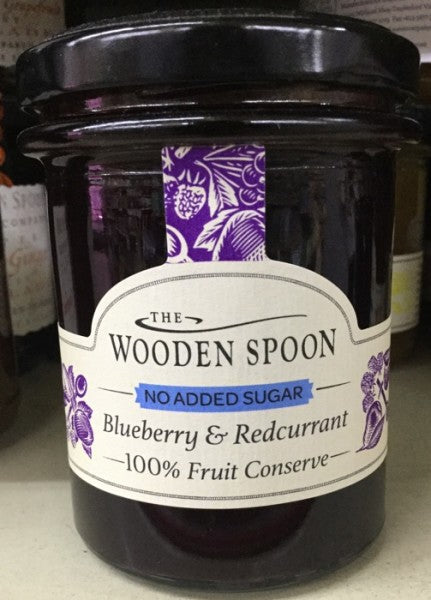 THE
WOODEN SPOON
NO ADDED SUGAR
Blueberry & Redcurrant
100% Fruit Conserve